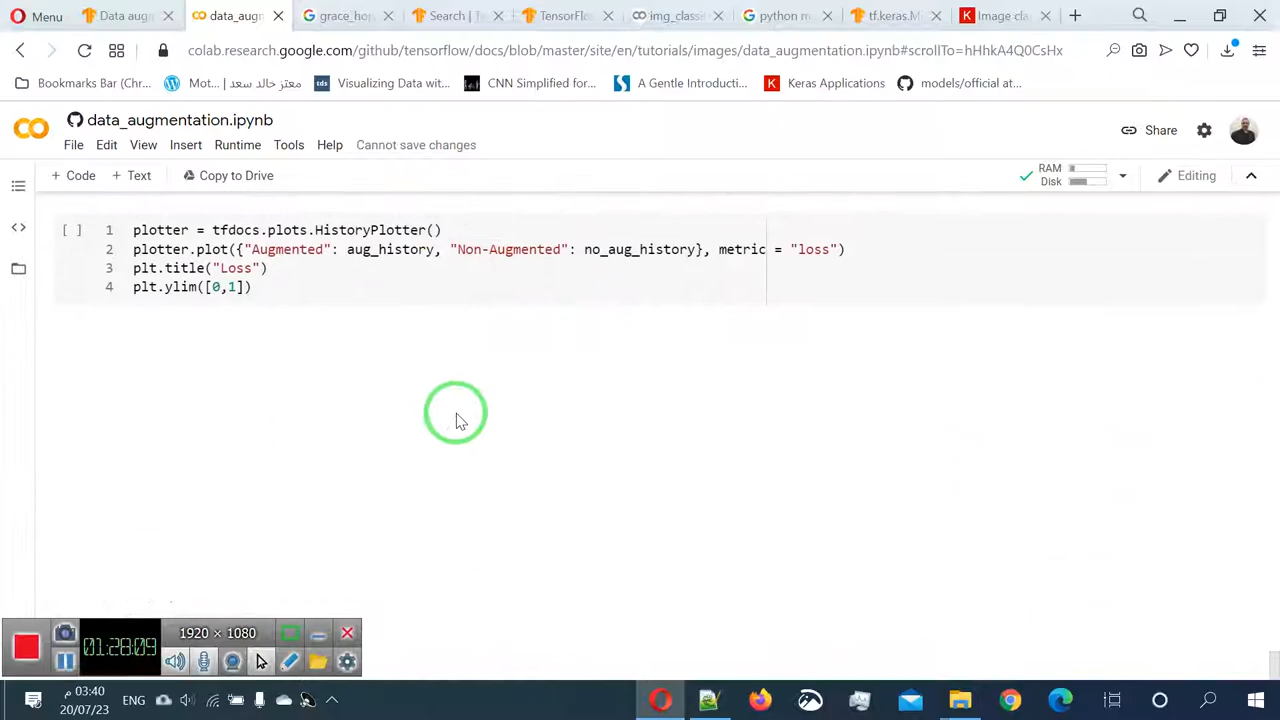 Menu
Data aug
data_augm
grace_hop
Search | T
TensorFlo
img_classifi
python
tf.keras.M
Image cla
colab.research.google.com/github/tensorflow/docs/blob/master/site/en/tutorials/images/data_augmentation.ipynb#scrollTo=hHhkA4Q0CsHx
Bookmarks Bar (Chr...
Mot... | معتز خالد سعد
Visualizing Data wit...
CNN Simplified for...
A Gentle Introducti...
Keras Applications
models/official at...
data_augmentation.ipynb
Share
File Edit View Insert Runtime Tools Help Cannot save changes
+ Code + Text Copy to Drive
RAM
Disk
Editing
[ ] 1 plotter = tfdocs.plots.HistoryPlotter()
2 plotter.plot({"Augmented": aug_history, "Non-Augmented": no_aug_history}, metric = "loss")
3 plt.title("Loss")
4 plt.ylim([0,1])
01:28:09
1920 × 1080
ENG
03:40 م
20/07/23